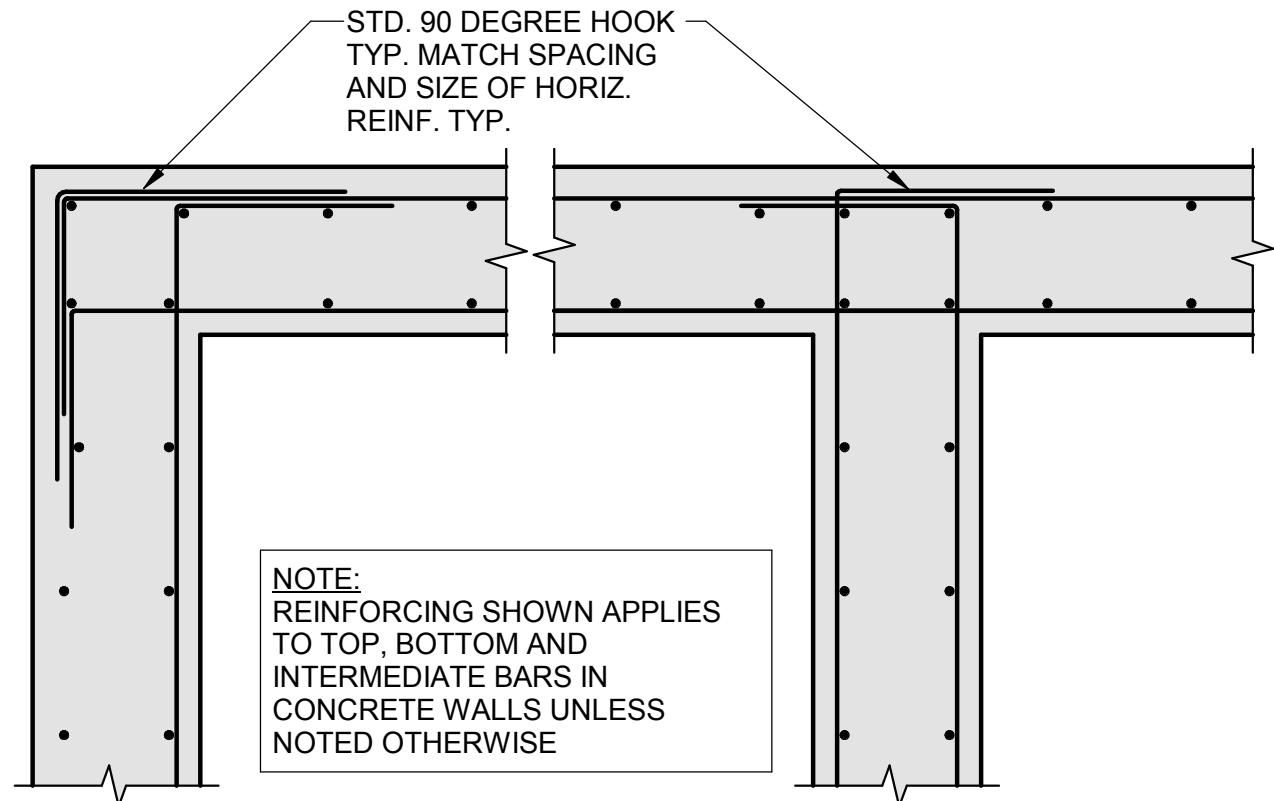 STD. 90 DEGREE HOOK
TYP. MATCH SPACING
AND SIZE OF HORIZ.
REINF. TYP.
NOTE:
REINFORCING SHOWN APPLIES
TO TOP, BOTTOM AND
INTERMEDIATE BARS IN
CONCRETE WALLS UNLESS
NOTED OTHERWISE